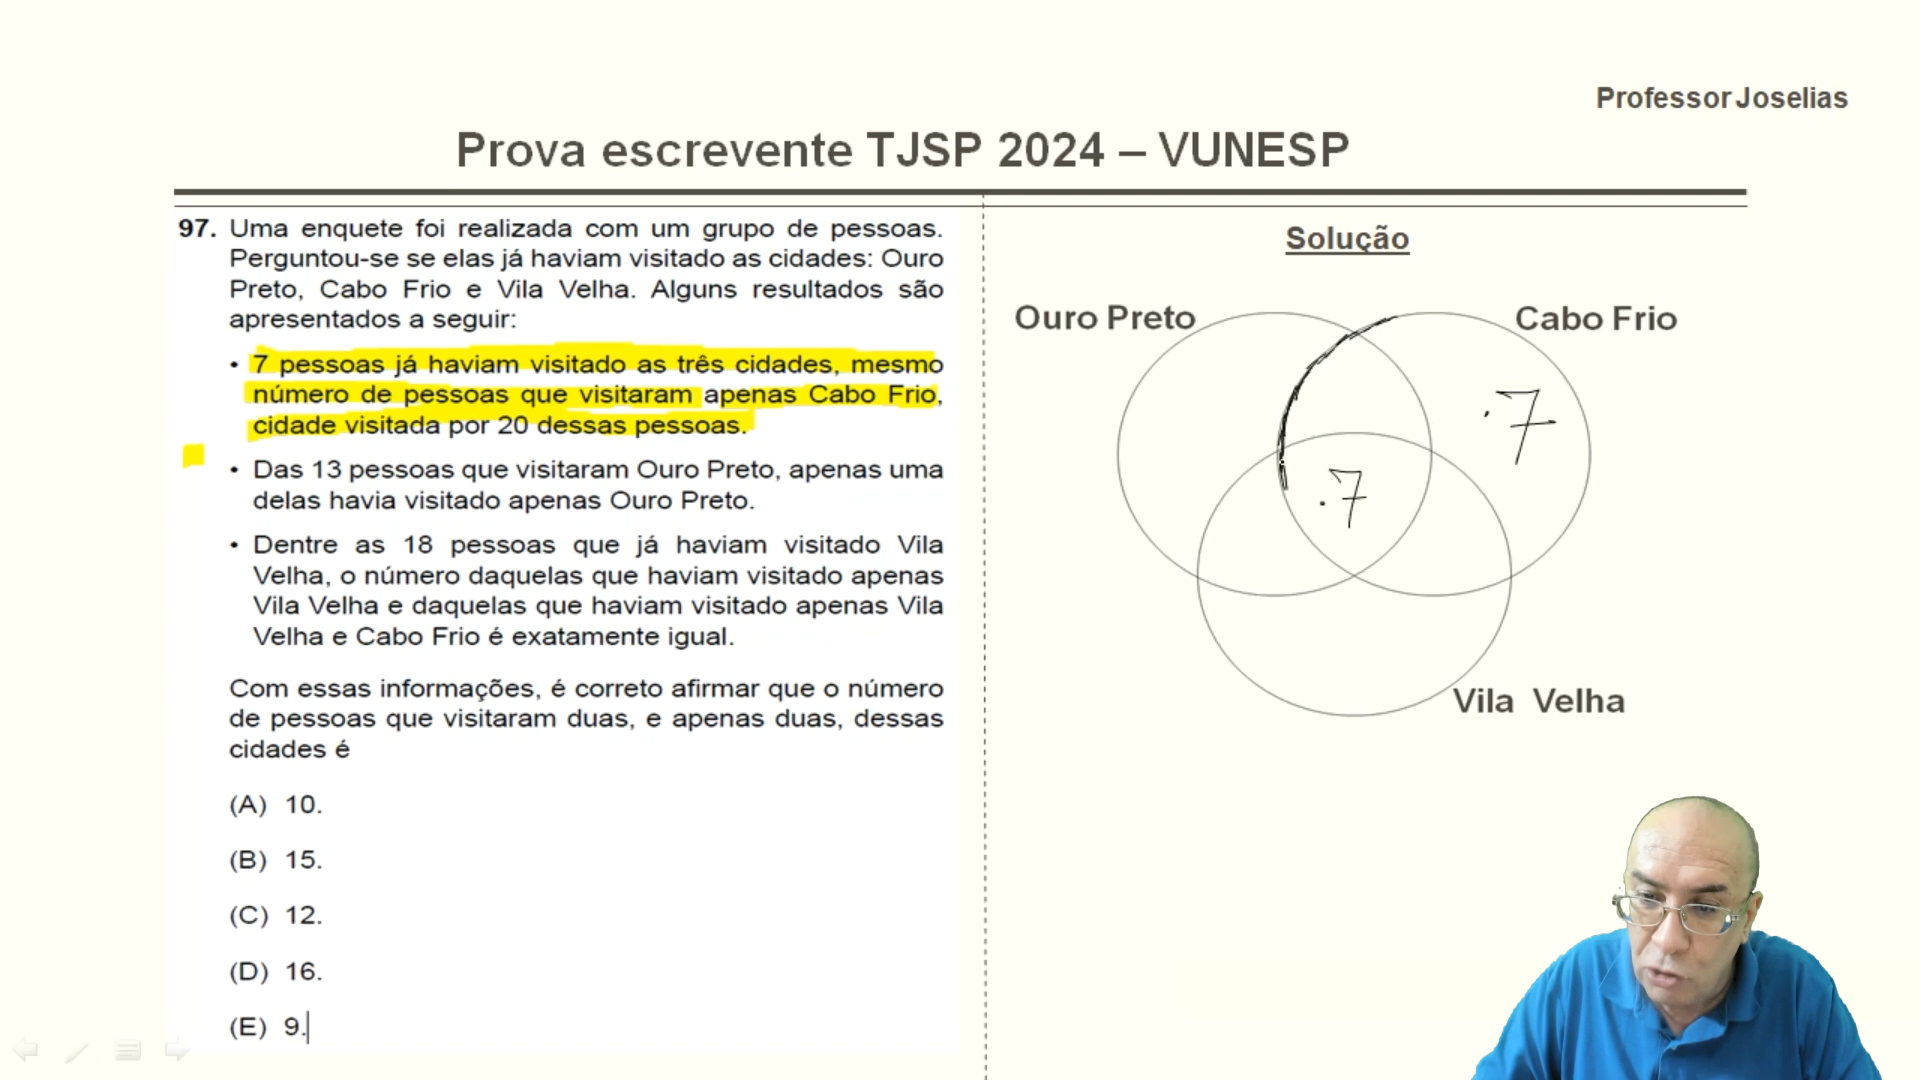 Professor Joselias
Prova escrevente TJSP 2024 – VUNESP
97. Uma enquete foi realizada com um grupo de pessoas.
Perguntou-se se elas já haviam visitado as cidades: Ouro
Preto, Cabo Frio e Vila Velha. Alguns resultados são
apresentados a seguir:
• 7 pessoas já haviam visitado as três cidades, mesmo
número de pessoas que visitaram apenas Cabo Frio,
cidade visitada por 20 dessas pessoas.
• Das 13 pessoas que visitaram Ouro Preto, apenas uma
delas havia visitado apenas Ouro Preto.
• Dentre as 18 pessoas que já haviam visitado Vila
Velha, o número daquelas que haviam visitado apenas
Vila Velha e daquelas que haviam visitado apenas Vila
Velha e Cabo Frio é exatamente igual.
Com essas informações, é correto afirmar que o número
de pessoas que visitaram duas, e apenas duas, dessas
cidades é
(A) 10.
(B) 15.
(C) 12.
(D) 16.
(E) 9.
Solução
Ouro Preto
Cabo Frio
.7
.7
Vila Velha